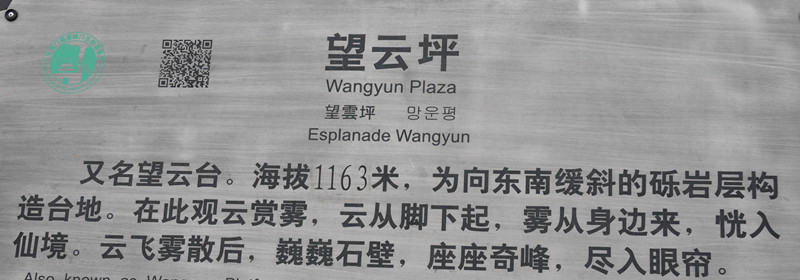 望云坪
Wangyun Plaza
望雲坪 망운평
Esplanade Wangyun
又名望云台。海拔1163米，为向东南缓斜的砾岩层构
造台地。在此观云赏雾，云从脚下起，雾从身边来，恍入
仙境。云飞雾散后，巍巍石壁，座座奇峰，尽入眼帘。
Also known as